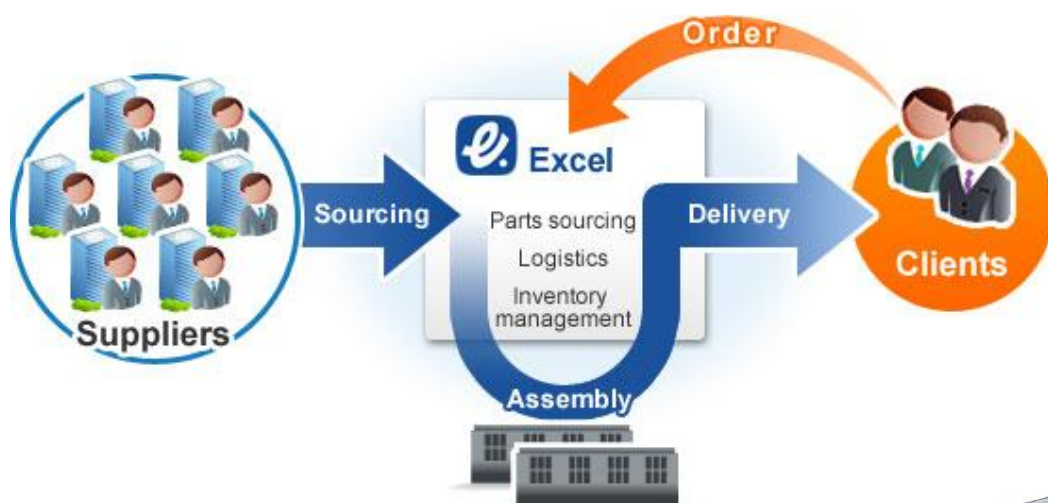 Order
e.
Excel
Sourcing
Delivery
Parts sourcing
Logistics
Inventory
management
Clients
Suppliers
Assembly